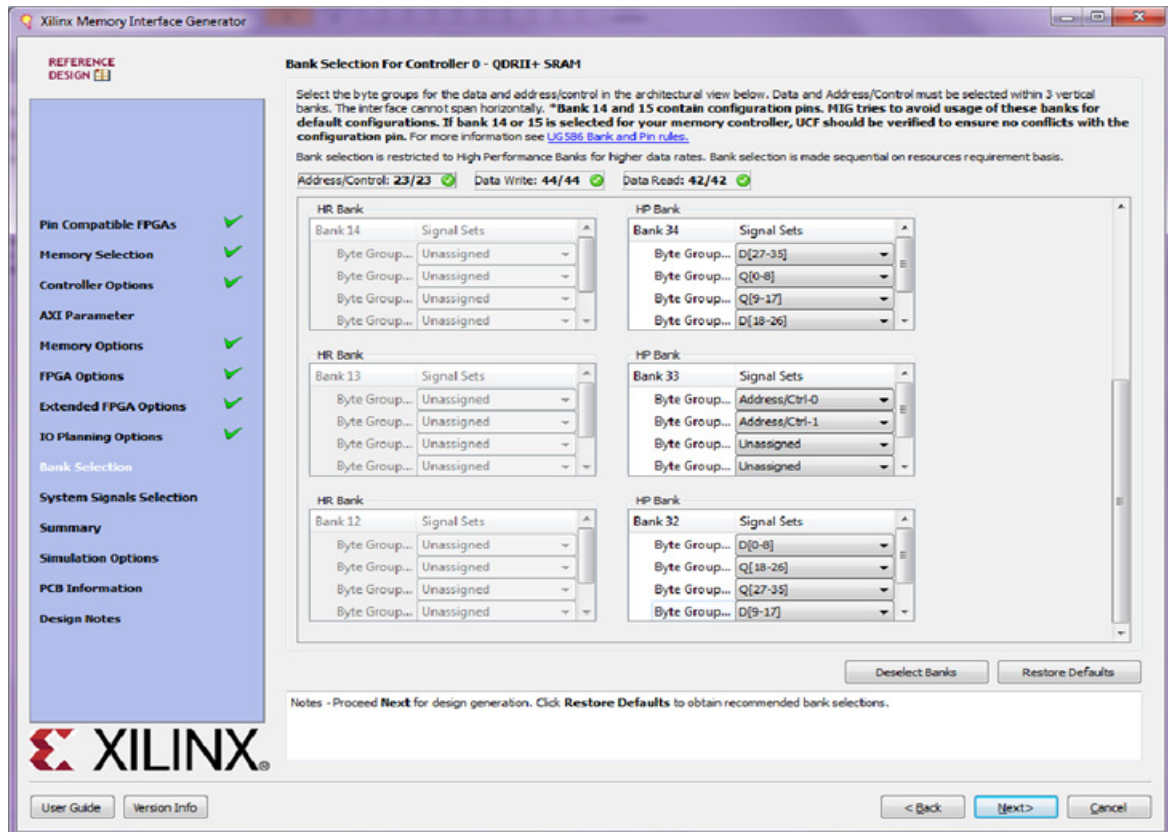 Xilinx Memory Interface Generator
REFERENCE
DESIGN
Pin Compatible FPGAs
Memory Selection
Controller Options
AXI Parameter
Memory Options
FPGA Options
Extended FPGA Options
IO Planning Options
Bank Selection
System Signals Selection
Summary
Simulation Options
PCB Information
Design Notes
XILINX®
Bank Selection For Controller 0 - QDRII+ SRAM
Select the byte groups for the data and address/control in the architectural view below. Data and Address/Control must be selected within 3 vertical
banks. The interface cannot span horizontally. *Bank 14 and 15 contain configuration pins. MIG tries to avoid usage of these banks for
default configurations. If bank 14 or 15 is selected for your memory controller, UCF should be verified to ensure no conflicts with the
configuration pin. For more information see UG586 Bank and Pin rules.
Bank selection is restricted to High Performance Banks for higher data rates. Bank selection is made sequential on resources requirement basis.
Address/Control: 23/23 Data Write: 44/44 Data Read: 42/42
HR Bank
Bank 14 Signal Sets
Byte Group... Unassigned
Byte Group... Unassigned
Byte Group... Unassigned
Byte Group... Unassigned
HP Bank
Bank 34 Signal Sets
Byte Group... D[27-35]
Byte Group... Q[0-8]
Byte Group... Q[9-17]
Byte Group... D[18-26]
HR Bank
Bank 13 Signal Sets
Byte Group... Unassigned
Byte Group... Unassigned
Byte Group... Unassigned
Byte Group... Unassigned
HP Bank
Bank 33 Signal Sets
Byte Group... Address/Ctrl-0
Byte Group... Address/Ctrl-1
Byte Group... Unassigned
Byte Group... Unassigned
HR Bank
Bank 12 Signal Sets
Byte Group... Unassigned
Byte Group... Unassigned
Byte Group... Unassigned
Byte Group... Unassigned
HP Bank
Bank 32 Signal Sets
Byte Group... D[0-8]
Byte Group... Q[18-26]
Byte Group... Q[27-35]
Byte Group... D[9-17]
Deselect Banks Restore Defaults
Notes - Proceed Next for design generation. Click Restore Defaults to obtain recommended bank selections.
User Guide Version Info < Back Next> Cancel